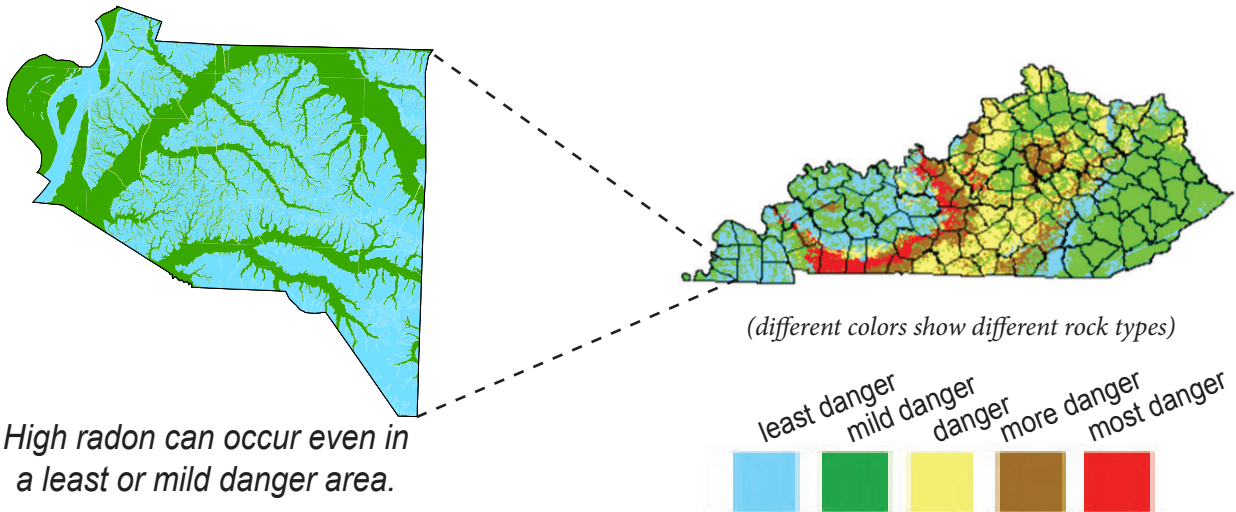 High radon can occur even in
a least or mild danger area.
(different colors show different rock types)
least danger
mild danger
danger
more danger
most danger